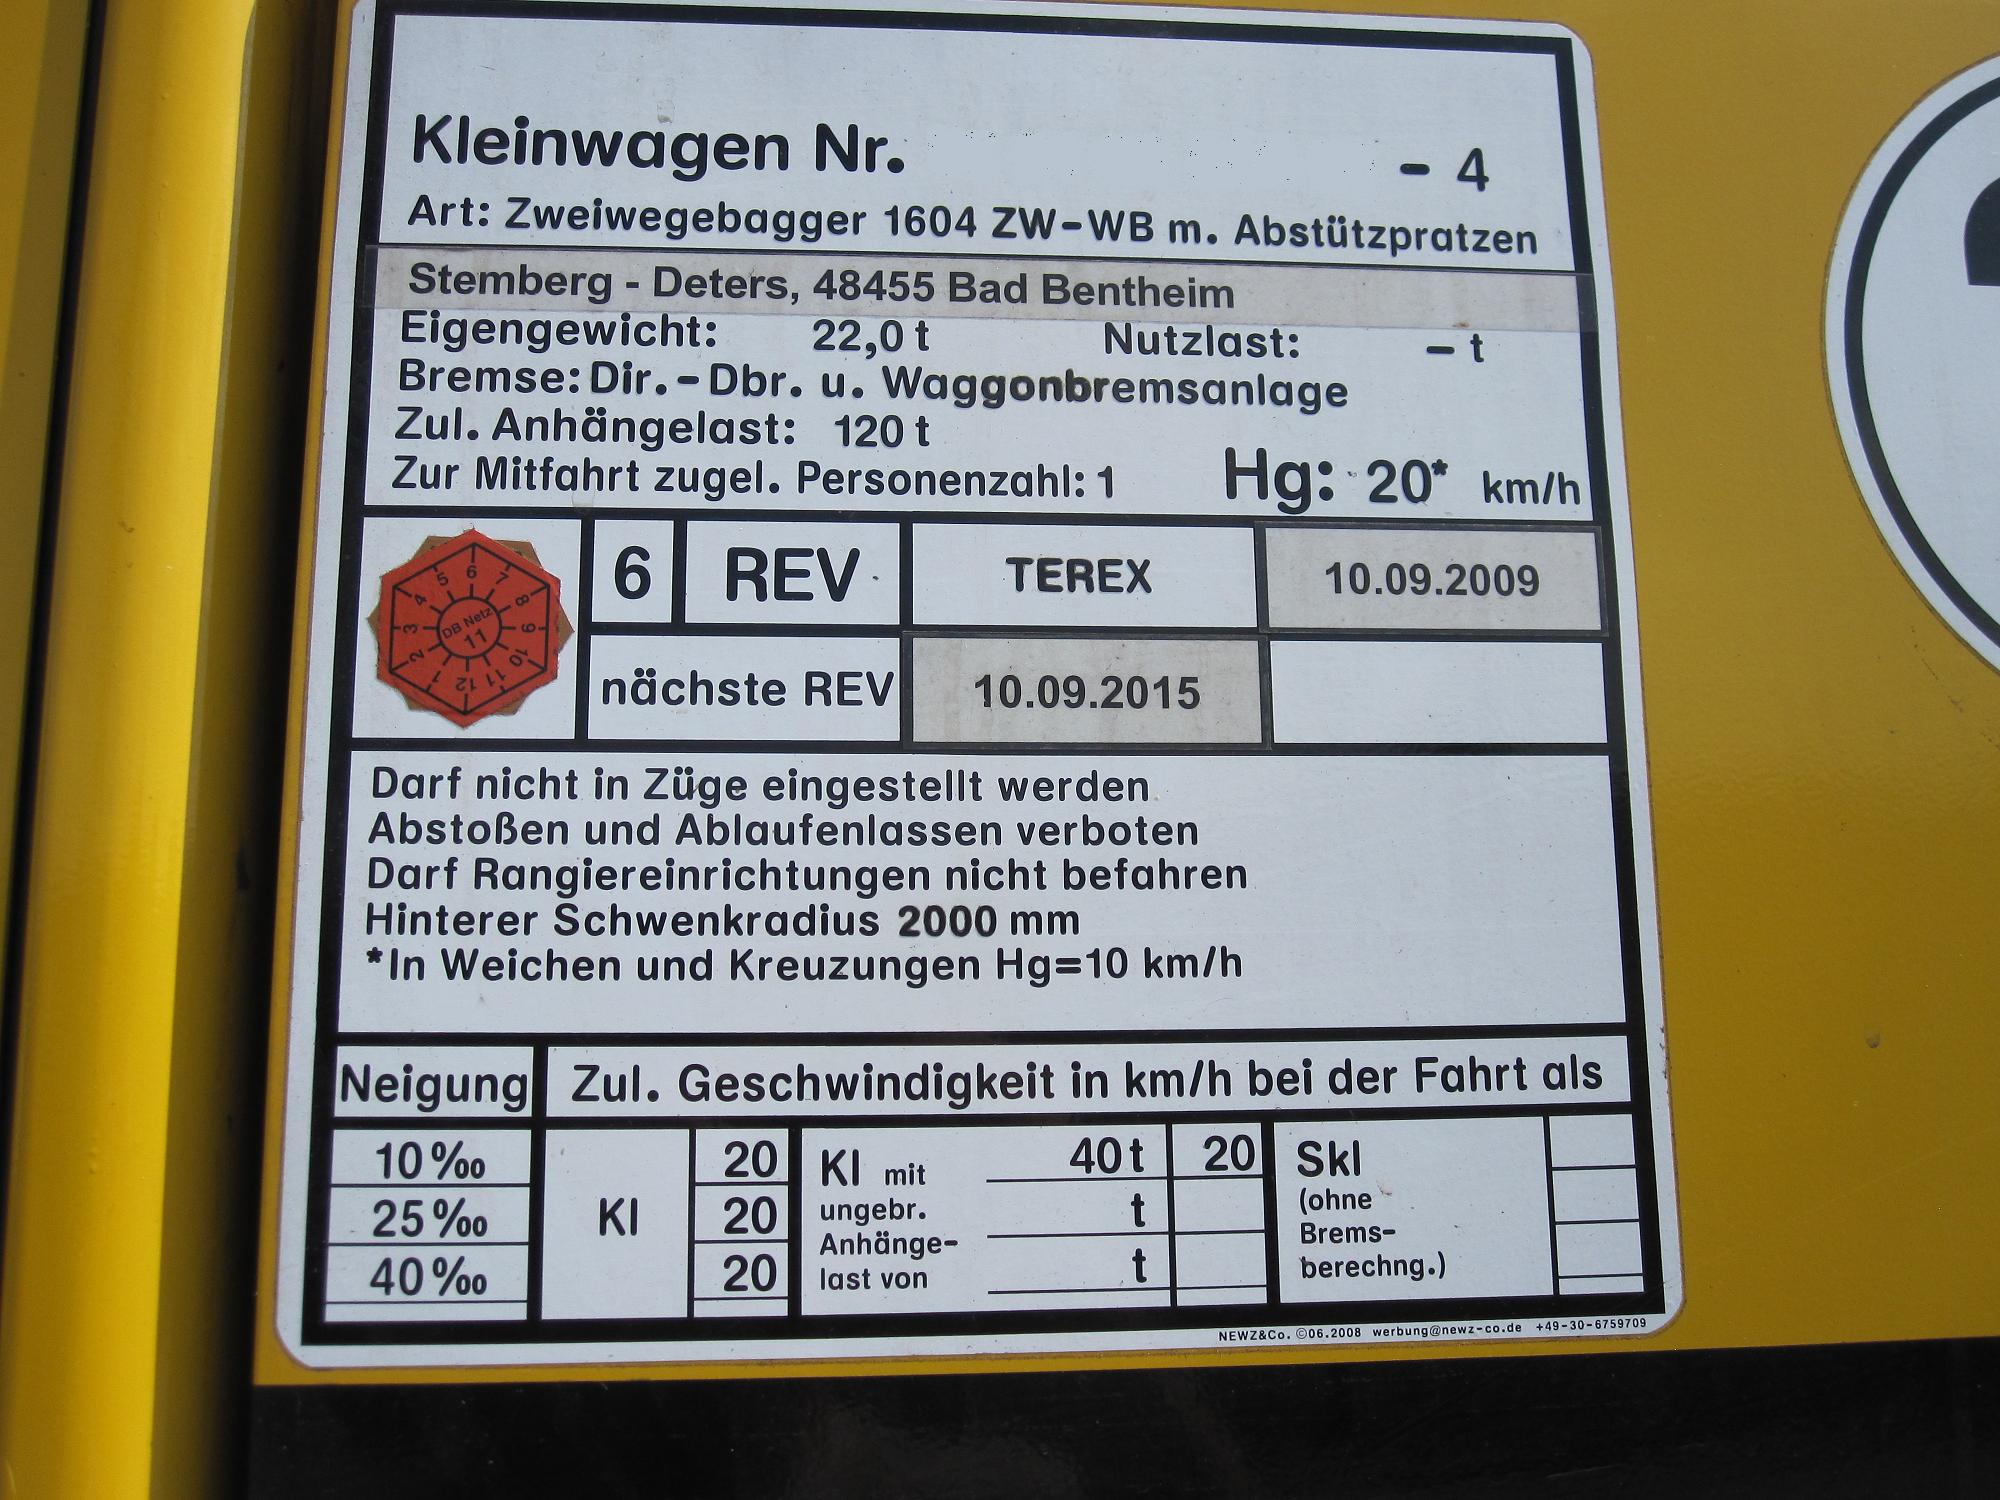 Kleinwagen Nr. - 4
Art: Zweiwegebagger 1604 ZW-WB m. Abstützpratzen
Stemberg - Deters, 48455 Bad Bentheim
Eigengewicht: 22,0 t Nutzlast: - t
Bremse: Dir.-Dbr. u. Waggonbremsanlage
Zul. Anhängelast: 120 t
Zur Mitfahrt zugel. Personenzahl: 1 Hg: 20* km/h
6 REV TEREX 10.09.2009
DB Netz
11
1 2 3 4 5 6 7 8 9 10 11 12
nächste REV 10.09.2015
Darf nicht in Züge eingestellt werden
Abstoßen und Ablaufenlassen verboten
Darf Rangiereinrichtungen nicht befahren
Hinterer Schwenkradius 2000 mm
*In Weichen und Kreuzungen Hg=10 km/h
Neigung Zul. Geschwindigkeit in km/h bei der Fahrt als
10‰ 20 Kl mit 40 t 20 Skl
25‰ Kl 20 ungebr. t (ohne
Anhänge- Brems-
40‰ 20 last von t berechng.)
NEWZ&Co. ©06.2008 werbung@newz-co.de +49-30-6759709